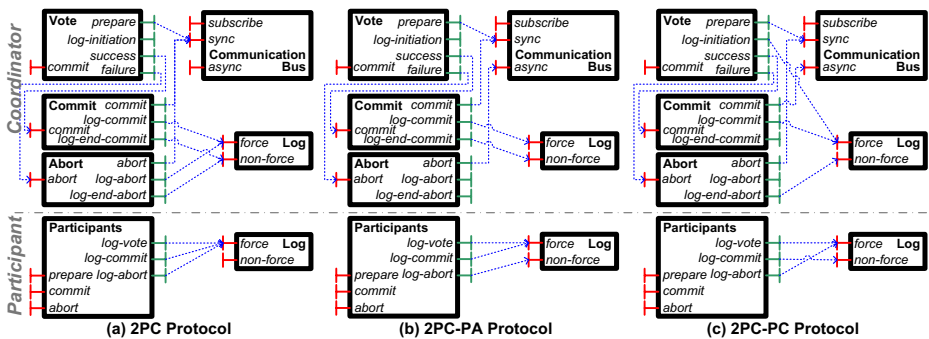 Coordinator
Participant
Vote
prepare
log-initiation
success
commit
failure
subscribe
sync
Communication
async Bus
Commit
commit
log-commit
commit
log-end-commit
Abort
abort
abort
log-abort
log-end-abort
force Log
non-force
Participants
log-vote
log-commit
prepare log-abort
commit
abort
force Log
non-force
(a) 2PC Protocol
Vote
prepare
log-initiation
success
commit
failure
subscribe
sync
Communication
async Bus
Commit
commit
log-commit
commit
log-end-commit
Abort
abort
abort
log-abort
log-end-abort
force Log
non-force
Participants
log-vote
log-commit
prepare log-abort
commit
abort
force Log
non-force
(b) 2PC-PA Protocol
Vote
prepare
log-initiation
success
commit
failure
subscribe
sync
Communication
async Bus
Commit
commit
log-commit
commit
log-end-commit
Abort
abort
abort
log-abort
log-end-abort
force Log
non-force
Participants
log-vote
log-commit
prepare log-abort
commit
abort
force Log
non-force
(c) 2PC-PC Protocol